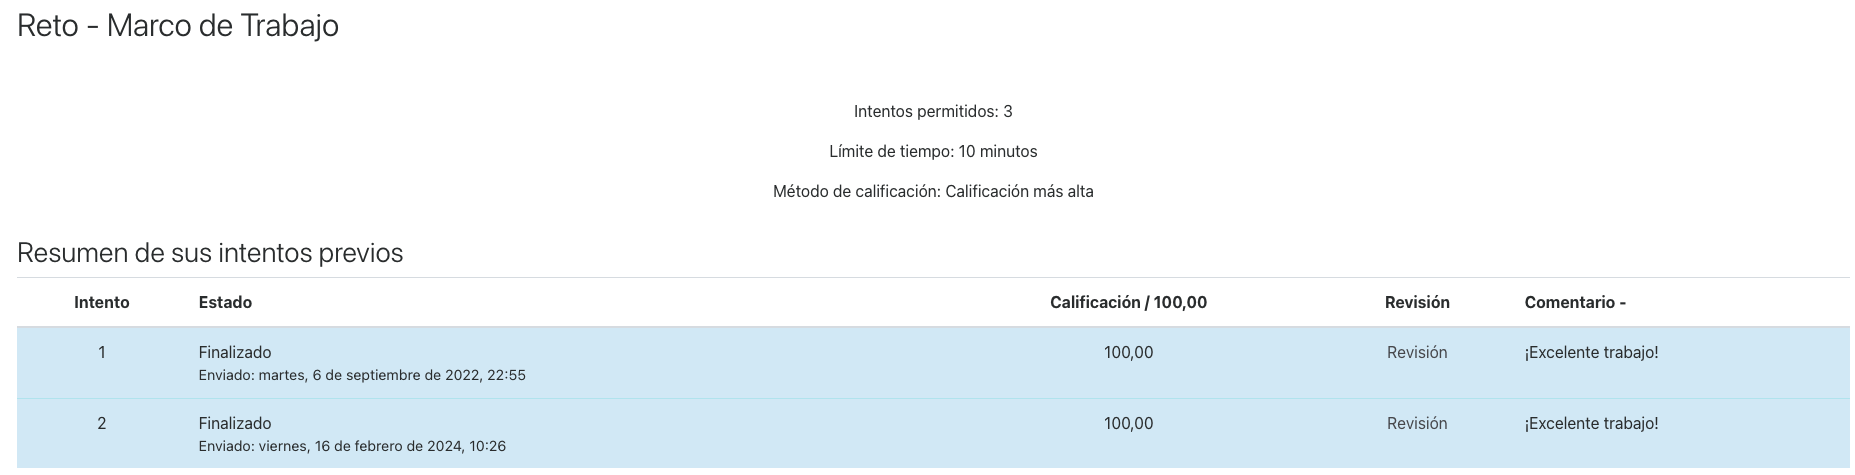 Reto - Marco de Trabajo
Intentos permitidos: 3
Límite de tiempo: 10 minutos
Método de calificación: Calificación más alta
Resumen de sus intentos previos
Intento Estado Calificación / 100,00 Revisión Comentario -
1 Finalizado 100,00 Revisión ¡Excelente trabajo!
Enviado: martes, 6 de septiembre de 2022, 22:55
2 Finalizado 100,00 Revisión ¡Excelente trabajo!
Enviado: viernes, 16 de febrero de 2024, 10:26